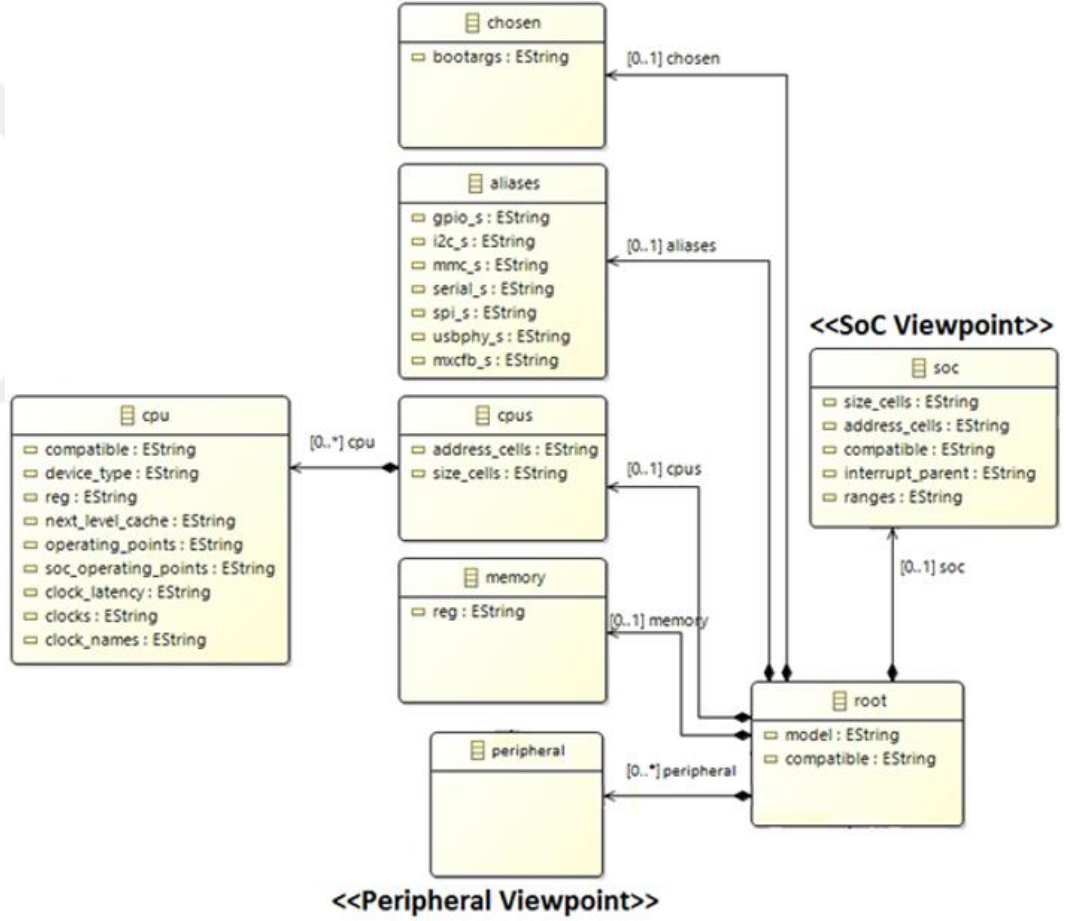 chosen
bootargs : EString
[0..1] chosen
aliases
gpio_s : EString
i2c_s : EString
mmc_s : EString
serial_s : EString
spi_s : EString
usbphy_s : EString
mxcfb_s : EString
[0..1] aliases
<<SoC Viewpoint>>
soc
size_cells : EString
address_cells : EString
compatible : EString
interrupt_parent : EString
ranges : EString
cpu
compatible : EString
device_type : EString
reg : EString
next_level_cache : EString
operating_points : EString
soc_operating_points : EString
clock_latency : EString
clocks : EString
clock_names : EString
[0..*] cpu
cpus
address_cells : EString
size_cells : EString
[0..1] cpus
[0..1] soc
memory
reg : EString
[0..1] memory
root
model : EString
compatible : EString
peripheral
[0..*] peripheral
<<Peripheral Viewpoint>>